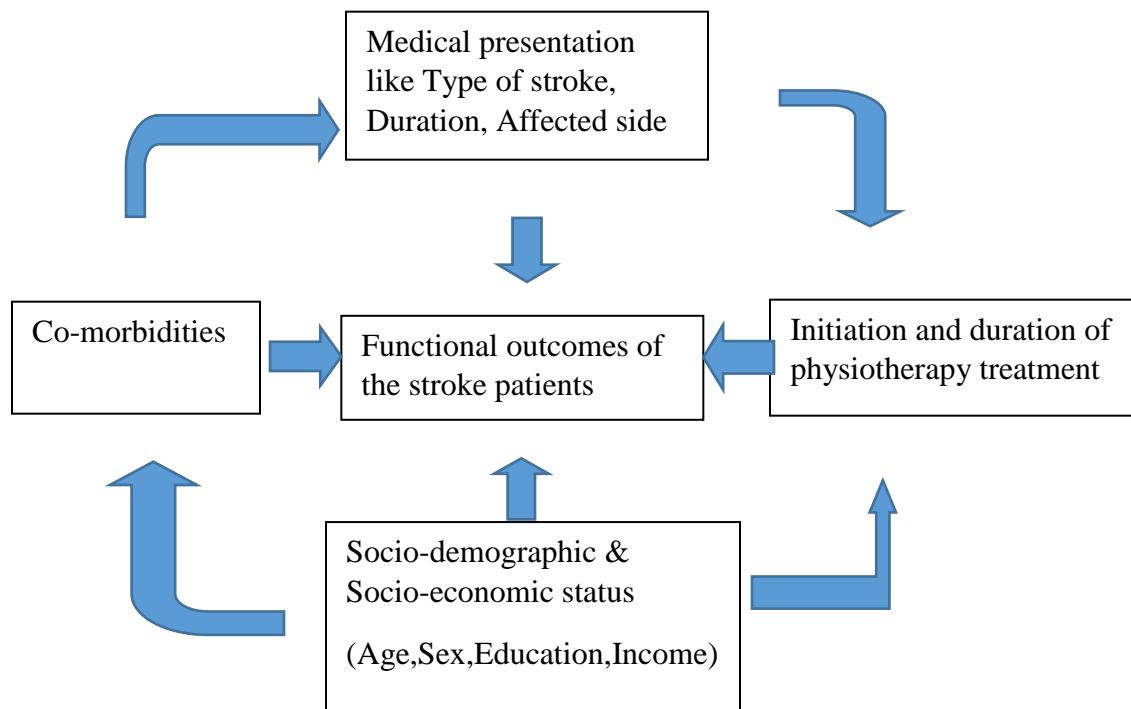 Medical presentation
like Type of stroke,
Duration, Affected side
Co-morbidities
Functional outcomes of
the stroke patients
Initiation and duration of
physiotherapy treatment
Socio-demographic &
Socio-economic status
(Age,Sex,Education,Income)